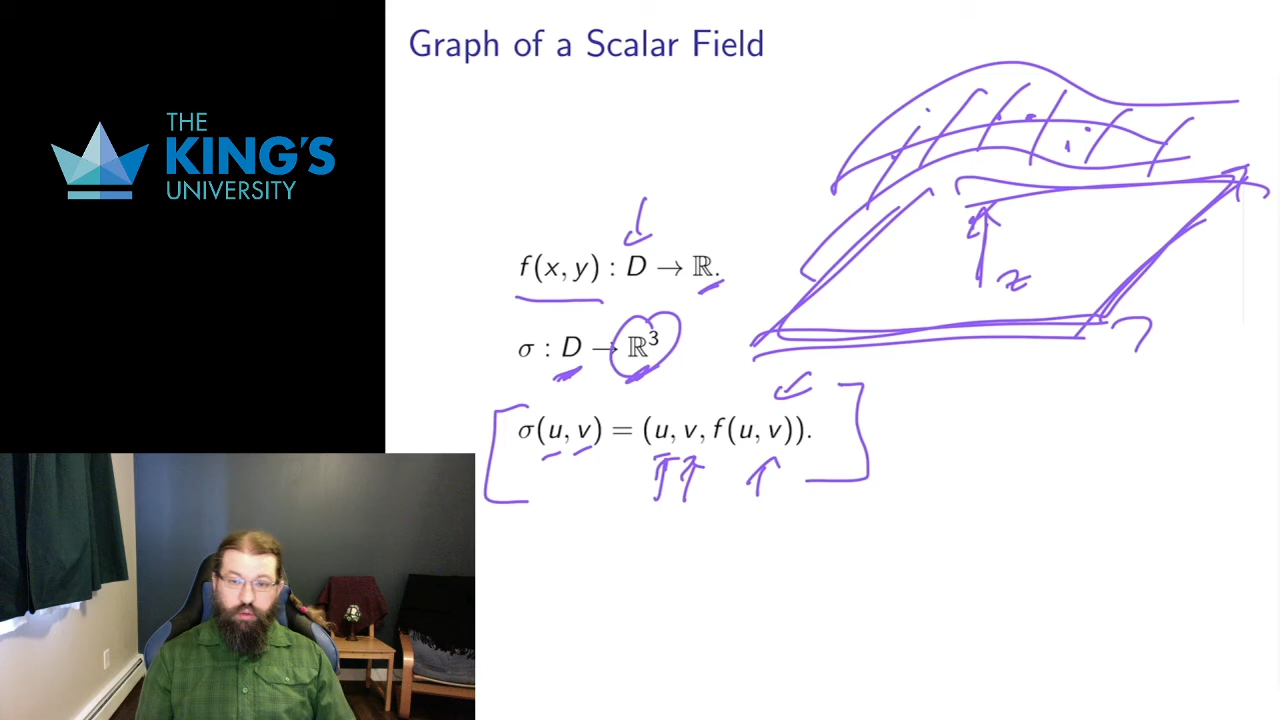 Graph of a Scalar Field
THE
KING'S
UNIVERSITY
f(x, y) : D → ℝ.
σ : D → ℝ³
σ(u, v) = (u, v, f(u, v)).
z